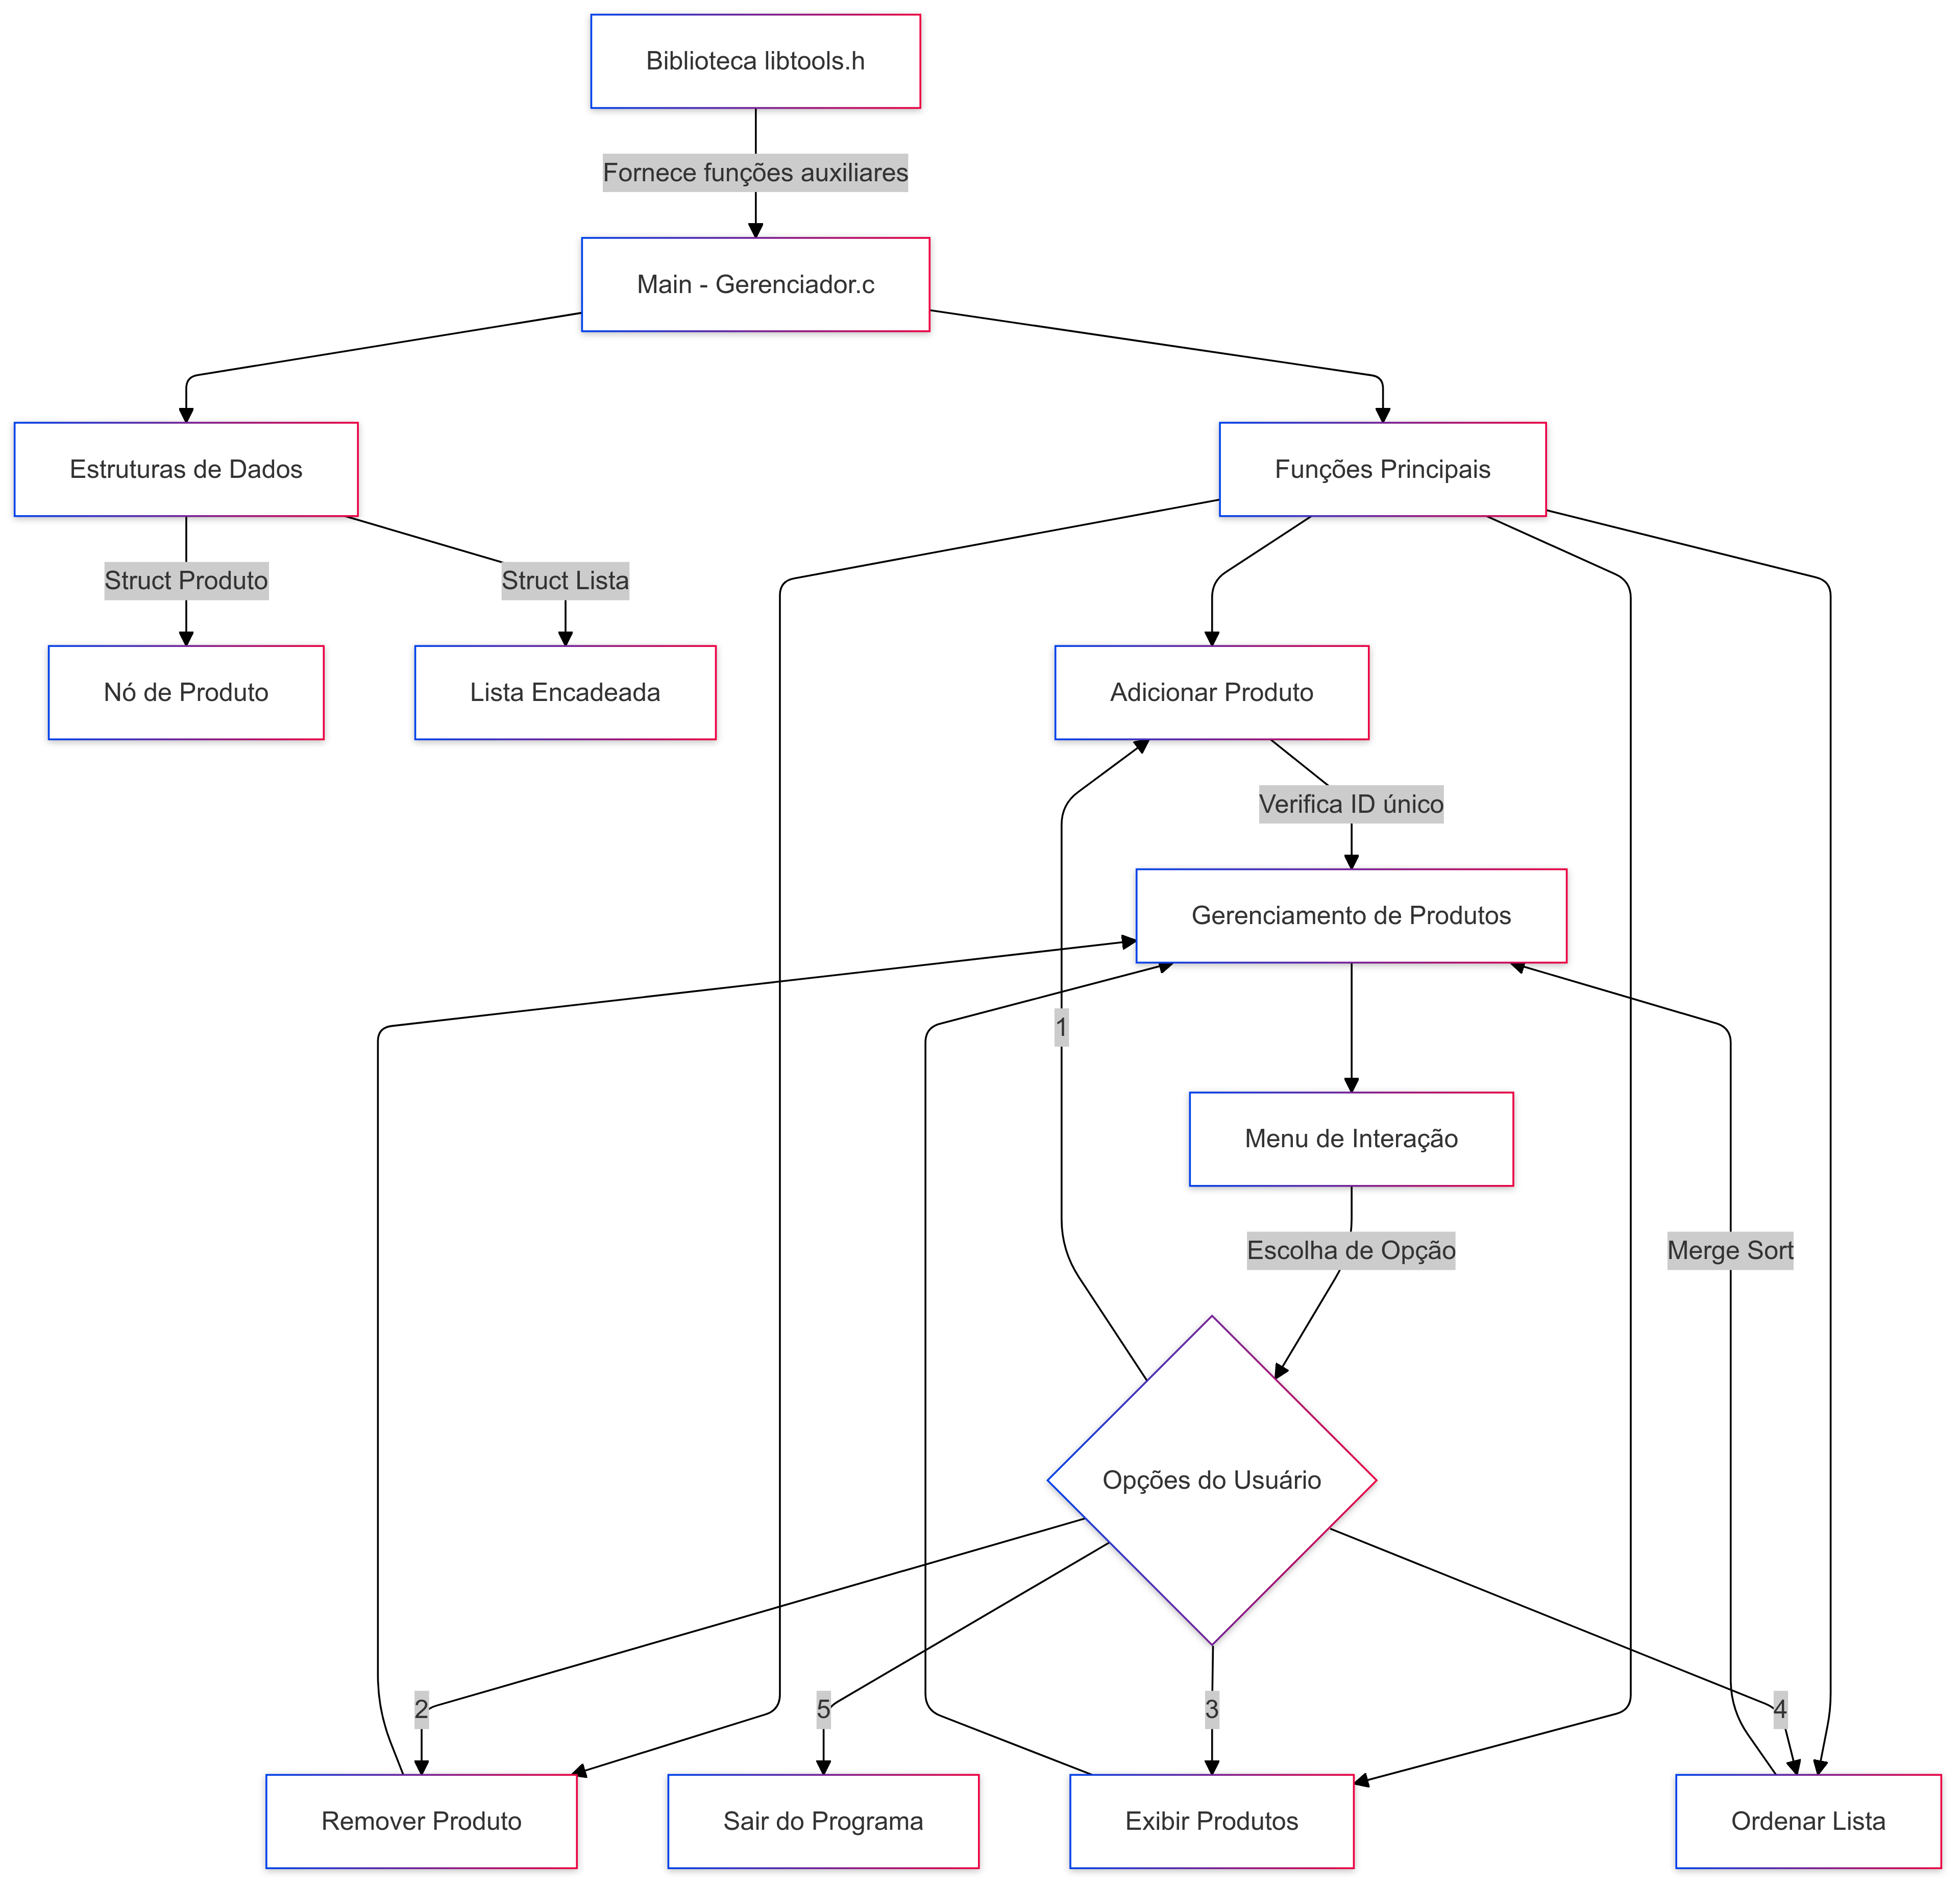 Biblioteca libtools.h
Fornece funções auxiliares
Main - Gerenciador.c
Estruturas de Dados
Funções Principais
Struct Produto
Struct Lista
Nó de Produto
Lista Encadeada
Adicionar Produto
Verifica ID único
Gerenciamento de Produtos
1
Menu de Interação
Escolha de Opção
Merge Sort
Opções do Usuário
2
5
3
4
Remover Produto
Sair do Programa
Exibir Produtos
Ordenar Lista